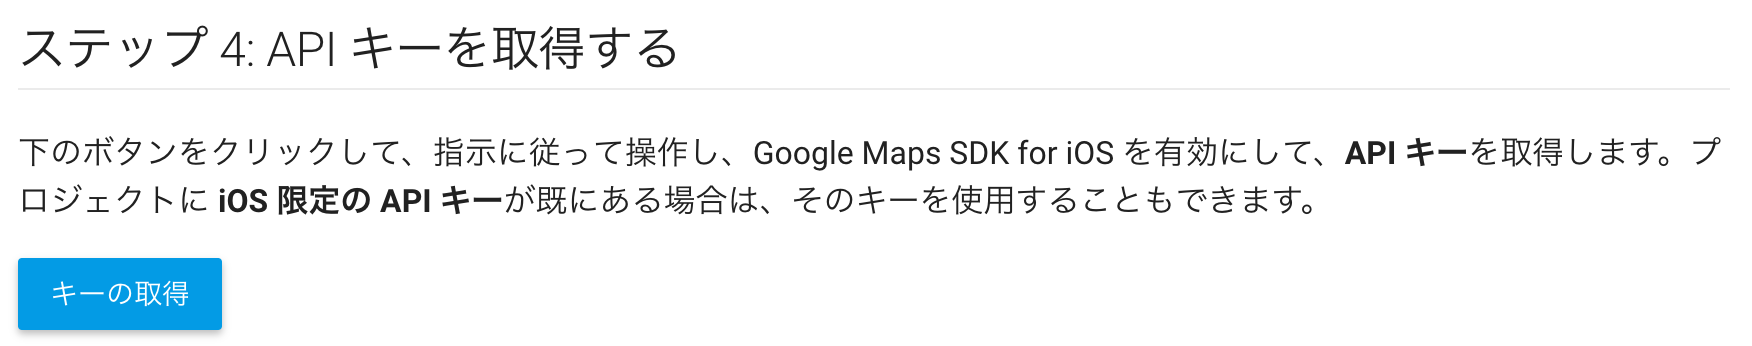 ステップ 4: API キーを取得する
下のボタンをクリックして、指示に従って操作し、Google Maps SDK for iOS を有効にして、API キーを取得します。プ
ロジェクトに iOS 限定の API キーが既にある場合は、そのキーを使用することもできます。
キーの取得